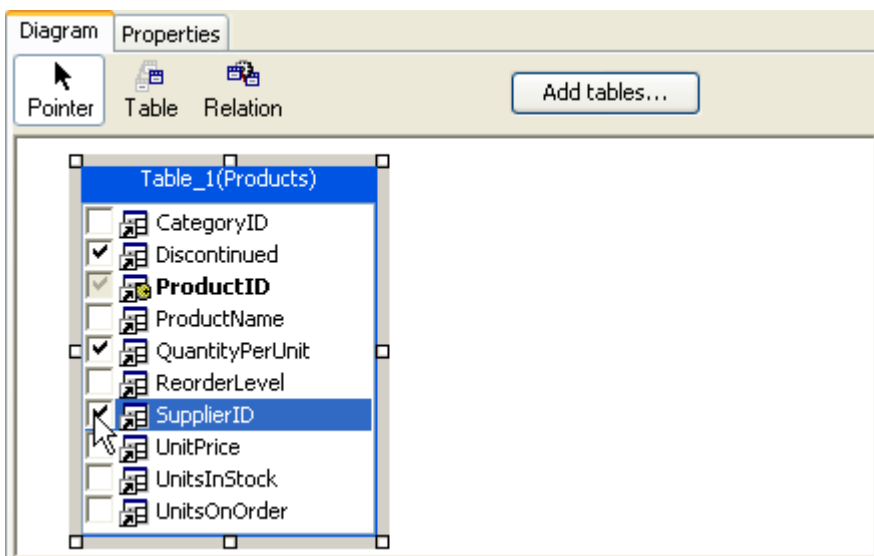 Diagram Properties
Pointer Table Relation Add tables...
Table_1(Products)
CategoryID
Discontinued
ProductID
ProductName
QuantityPerUnit
ReorderLevel
SupplierID
UnitPrice
UnitsInStock
UnitsOnOrder